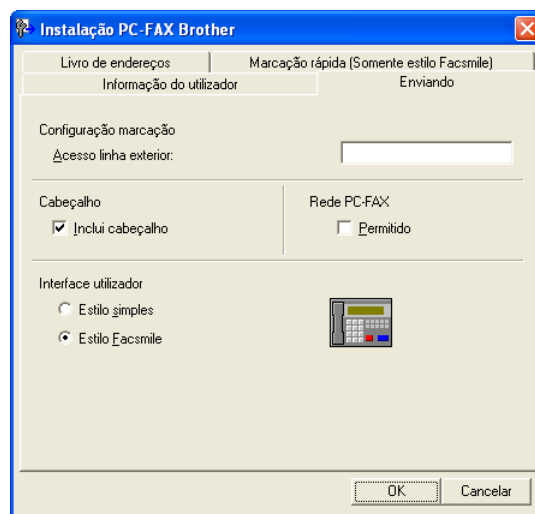 Instalação PC-FAX Brother
Livro de endereços
Marcação rápida (Somente estilo Facsmile)
Informação do utilizador
Enviando
Configuração marcação
Acesso linha exterior:
Cabeçalho
Rede PC-FAX
Inclui cabeçalho
Permitido
Interface utilizador
Estilo simples
Estilo Facsmile
OK
Cancelar